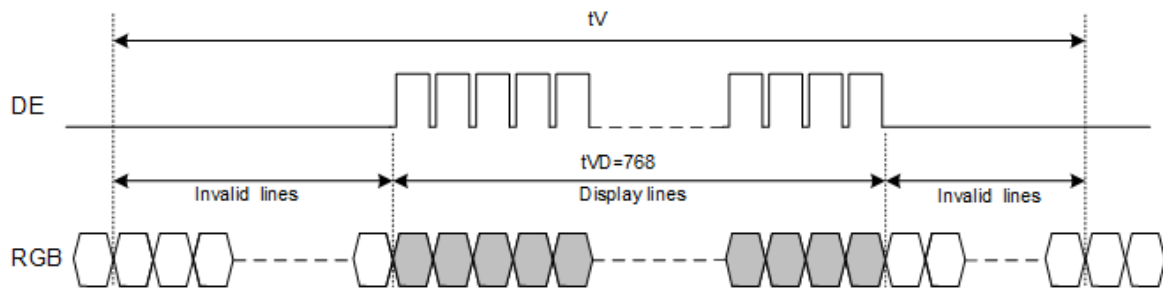 tV
DE
tVD=768
Invalid lines
Display lines
Invalid lines
RGB